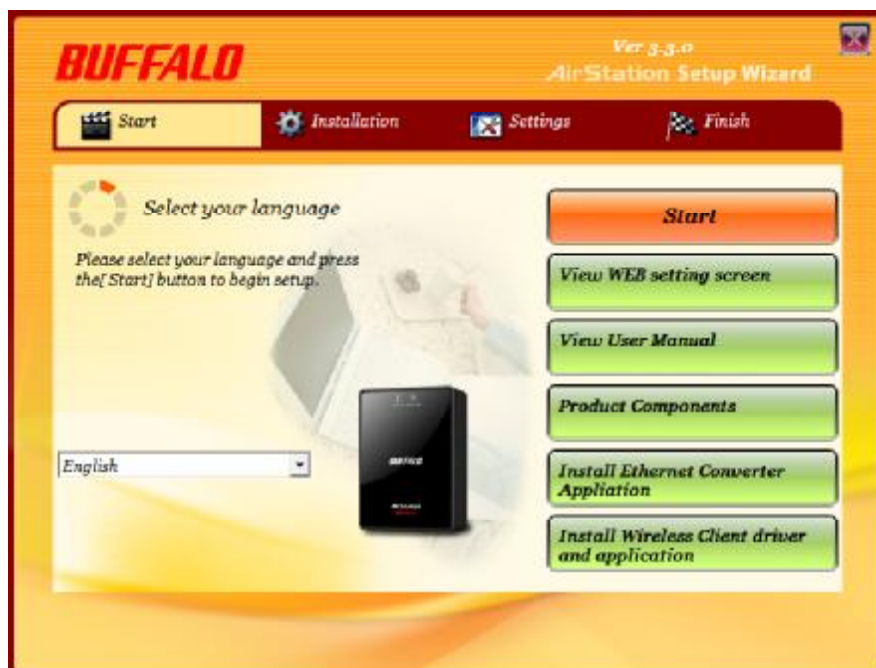 BUFFALO
Ver 3.3.0
AirStation Setup Wizard
Start
Installation
Settings
Finish
Select your language
Please select your language and press
the[ Start] button to begin setup.
English
BUFFALO
Start
View WEB setting screen
View User Manual
Product Components
Install Ethernet Converter
Appliation
Install Wireless Client driver
and application